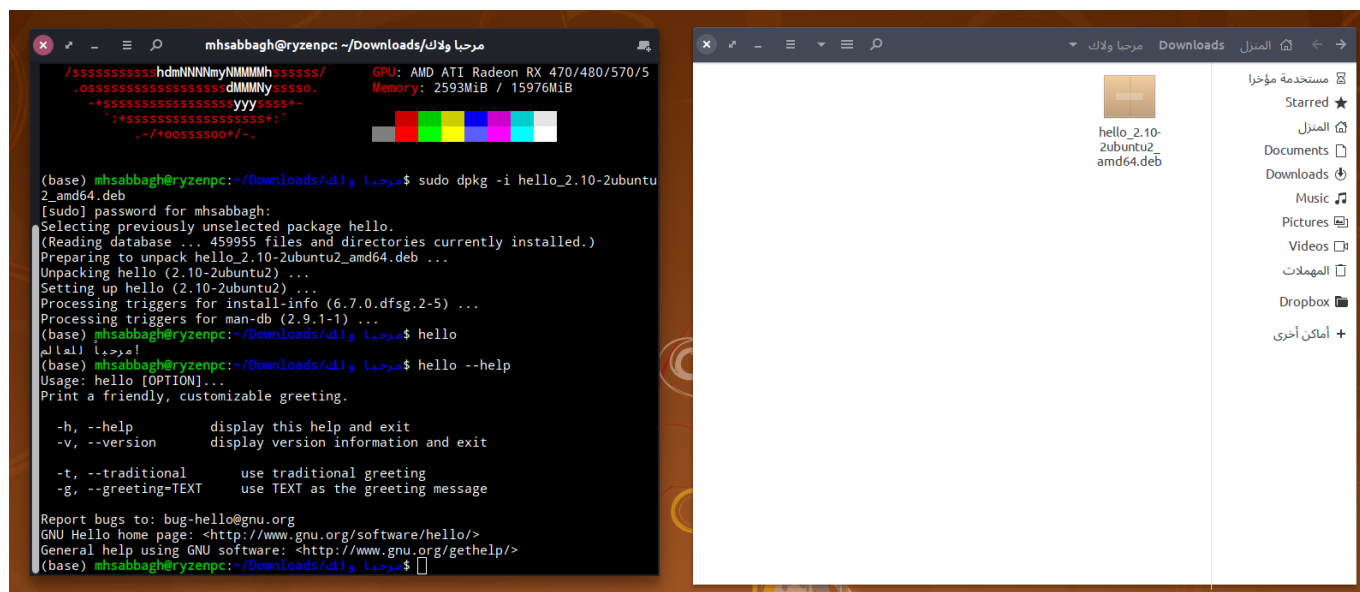 mhsabbagh@ryzenpc: ~/Downloads/مرحبا ولاك
/ssssssssssshdmNNNNmyNMMMMhssssss/ GPU: AMD ATI Radeon RX 470/480/570/5
.ossssssssssssssssssdMMMNysssso. Memory: 2593MiB / 15976MiB
-+sssssssssssssssssyyyssss+-
`:+ssssssssssssssssss+:`
.-/+oossssoo+/-.
(base) mhsabbagh@ryzenpc:~/Downloads/مرحبا ولاك$ sudo dpkg -i hello_2.10-2ubuntu
2_amd64.deb
[sudo] password for mhsabbagh:
Selecting previously unselected package hello.
(Reading database ... 459955 files and directories currently installed.)
Preparing to unpack hello_2.10-2ubuntu2_amd64.deb ...
Unpacking hello (2.10-2ubuntu2) ...
Setting up hello (2.10-2ubuntu2) ...
Processing triggers for install-info (6.7.0.dfsg.2-5) ...
Processing triggers for man-db (2.9.1-1) ...
(base) mhsabbagh@ryzenpc:~/Downloads/مرحبا ولاك$ hello
مرحباً للعالم!
(base) mhsabbagh@ryzenpc:~/Downloads/مرحبا ولاك$ hello --help
Usage: hello [OPTION]...
Print a friendly, customizable greeting.
-h, --help display this help and exit
-v, --version display version information and exit
-t, --traditional use traditional greeting
-g, --greeting=TEXT use TEXT as the greeting message
Report bugs to: bug-hello@gnu.org
GNU Hello home page: <http://www.gnu.org/software/hello/>
General help using GNU software: <http://www.gnu.org/gethelp/>
(base) mhsabbagh@ryzenpc:~/Downloads/مرحبا ولاك$
المنزل Downloads مرحبا ولاك
مستخدمة مؤخرا
Starred
المنزل
Documents
Downloads
Music
Pictures
Videos
المهملات
Dropbox
أماكن أخرى
hello_2.10-
2ubuntu2_
amd64.deb